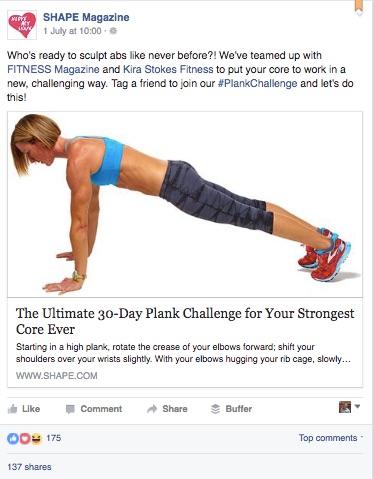 SHAPE Magazine
1 July at 10:00 ·
Who's ready to sculpt abs like never before?! We've teamed up with
FITNESS Magazine and Kira Stokes Fitness to put your core to work in a
new, challenging way. Tag a friend to join our #PlankChallenge and let's do
this!
The Ultimate 30-Day Plank Challenge for Your Strongest
Core Ever
Starting in a high plank, rotate the crease of your elbows forward; shift your
shoulders over your wrists slightly. With your elbows hugging your rib cage, slowly...
WWW.SHAPE.COM
Like Comment Share Buffer
175 Top comments
137 shares